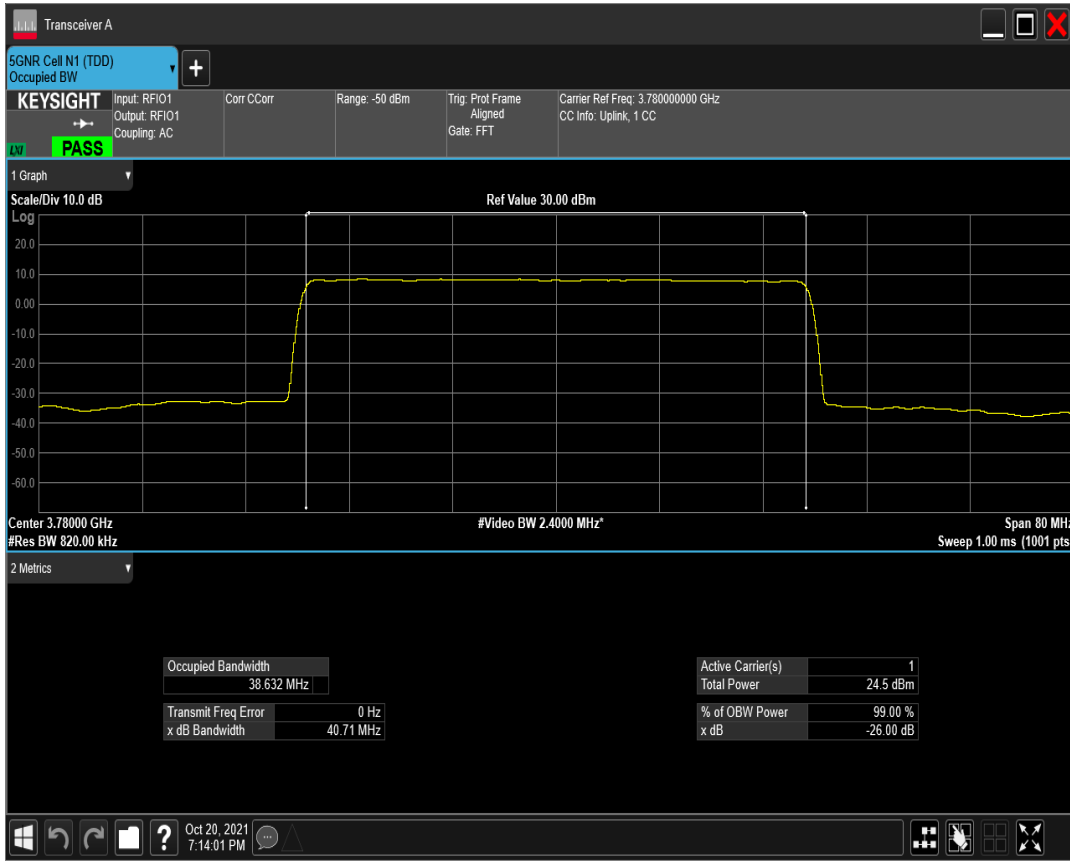 Transceiver A
5GNR Cell N1 (TDD)
Occupied BW
KEYSIGHT
LXI
PASS
Input: RFIO1
Output: RFIO1
Coupling: AC
Corr CCorr
Range: -50 dBm
Trig: Prot Frame
Aligned
Gate: FFT
Carrier Ref Freq: 3.780000000 GHz
CC Info: Uplink, 1 CC
1 Graph
Scale/Div 10.0 dB
Ref Value 30.00 dBm
Log
20.0
10.0
0.00
-10.0
-20.0
-30.0
-40.0
-50.0
-60.0
Center 3.78000 GHz
#Video BW 2.4000 MHz*
Span 80 MHz
#Res BW 820.00 kHz
Sweep 1.00 ms (1001 pts
2 Metrics
Occupied Bandwidth
38.632 MHz
Transmit Freq Error 0 Hz
x dB Bandwidth 40.71 MHz
Active Carrier(s) 1
Total Power 24.5 dBm
% of OBW Power 99.00 %
x dB -26.00 dB
?
Oct 20, 2021
7:14:01 PM